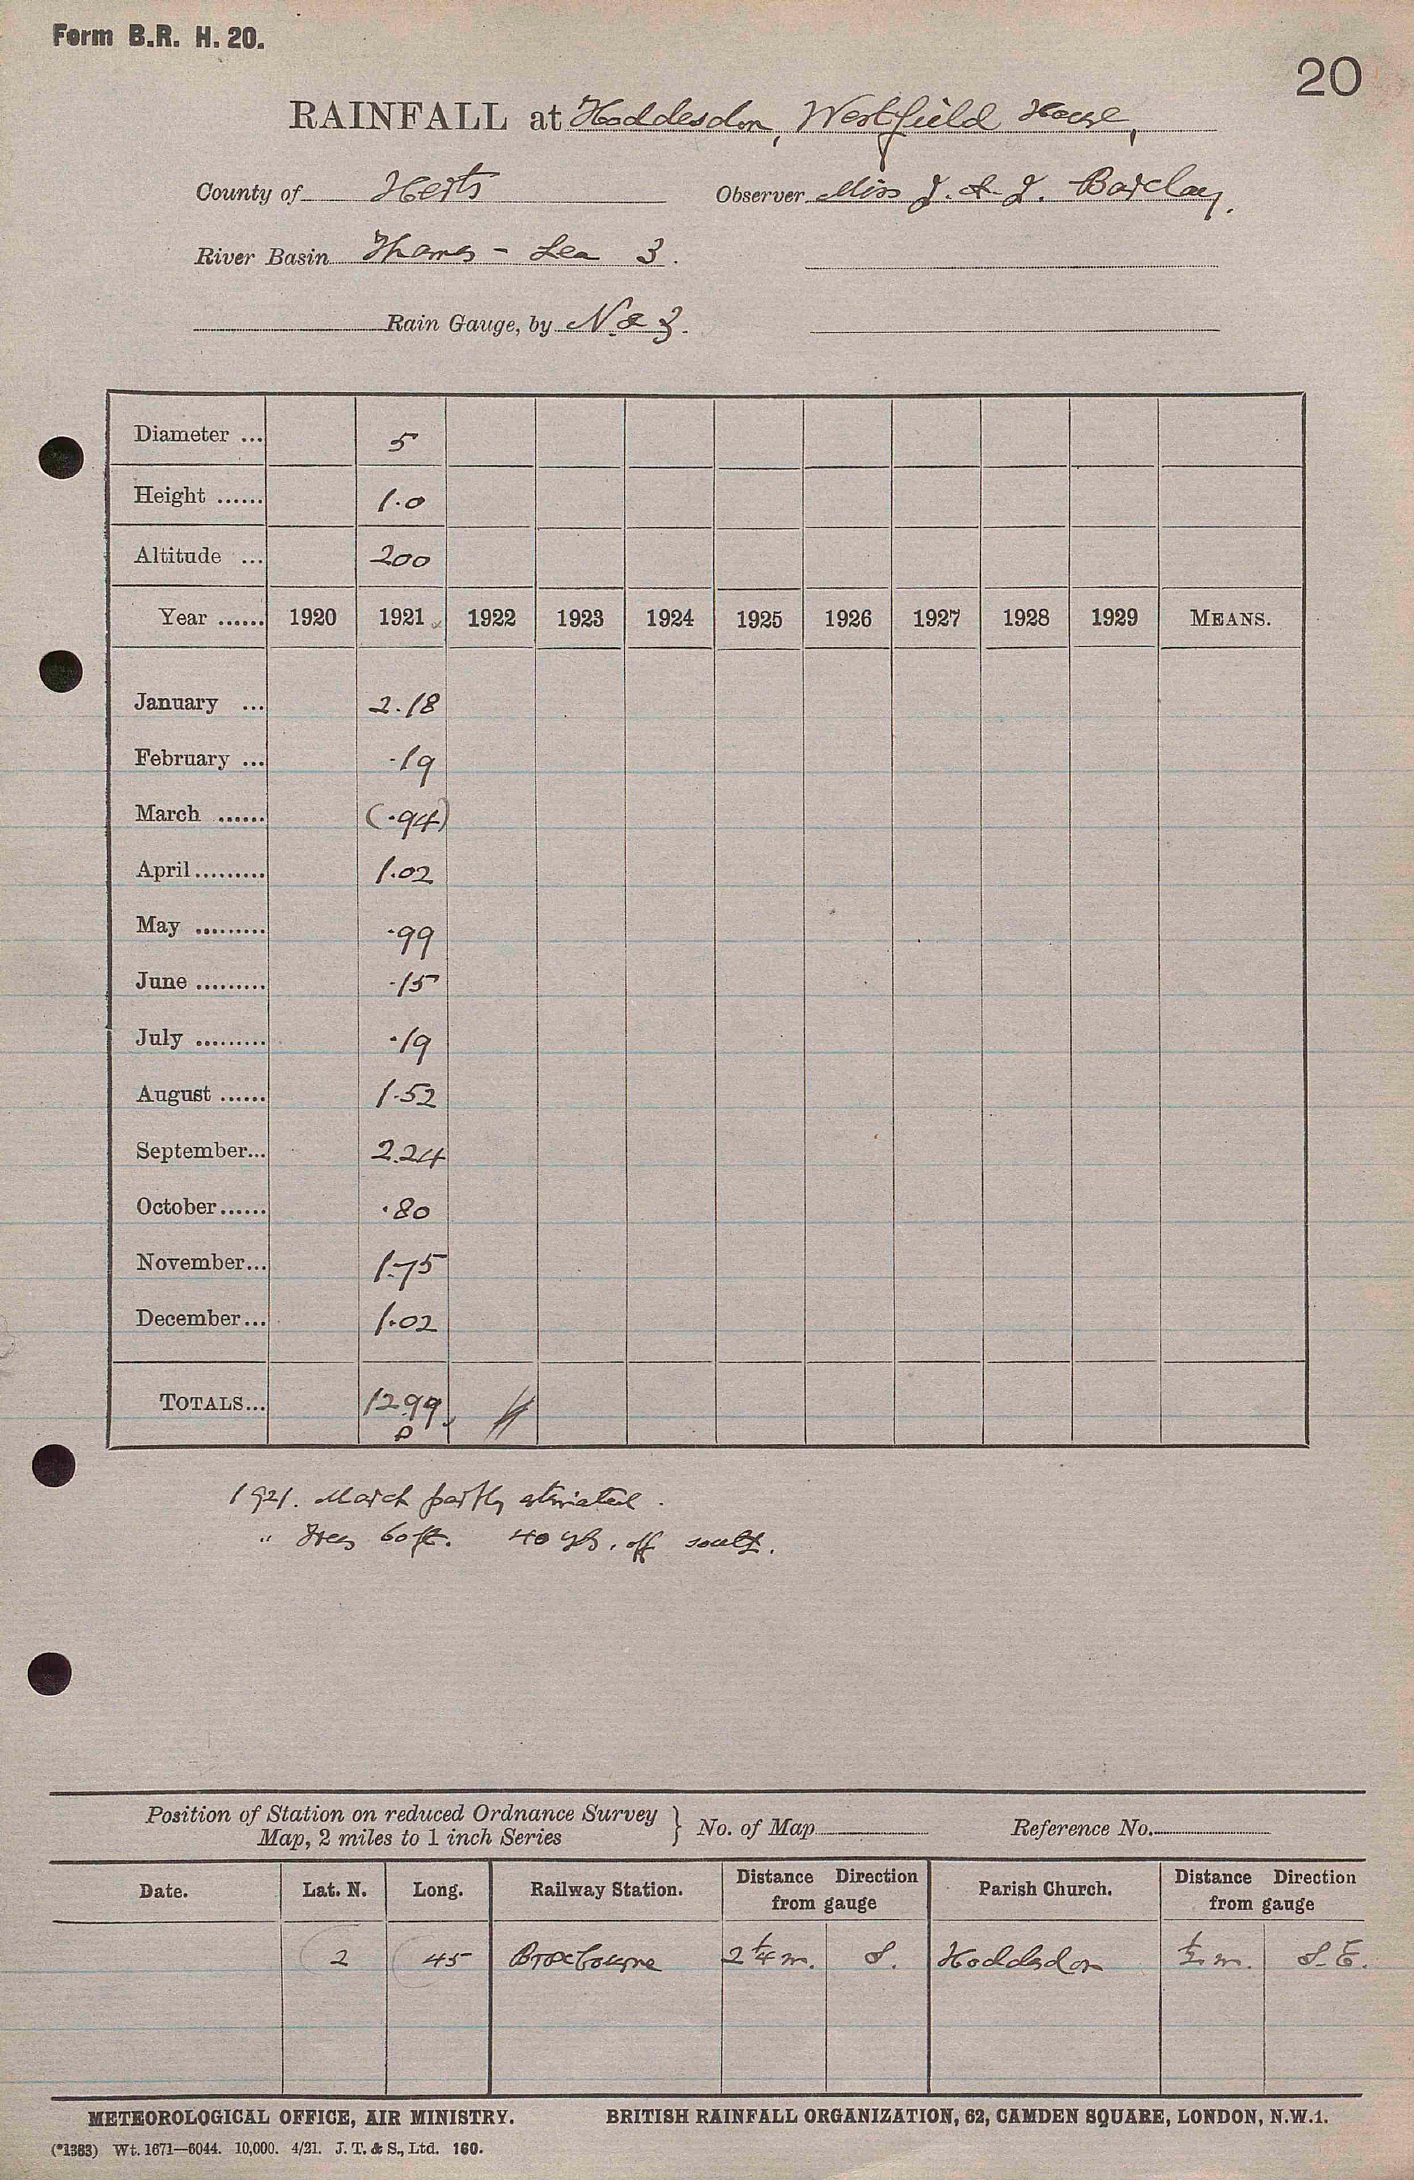 Form B.R. H. 20.
20
RAINFALL at Hoddesdon, Westfield House,
County of Herts Observer Miss J. & J. Barclay.
River Basin Thames - Lea 3.
Rain Gauge, by N & Z.
Diameter ... 5
Height ...... 1.0
Altitude ... 200
Year ...... 1920 1921 1922 1923 1924 1925 1926 1927 1928 1929 MEANS.
January ... 2.18
February ... .19
March ...... (.94)
April ......... 1.02
May ......... .99
June ......... .15
July ......... .19
August ...... 1.52
September... 2.24
October ...... .80
November... 1.75
December... 1.02
TOTALS... 12.99
1921. March partly estimated.
" Trees 60 ft. 40 yds. off south.
Position of Station on reduced Ordnance Survey
Map, 2 miles to 1 inch Series } No. of Map Reference No.
Date. Lat. N. Long. Railway Station. Distance Direction from gauge Parish Church. Distance Direction from gauge
2 45 Broxbourne 2 1/4 m. S. Hoddesdon 1/2 m. S.E.
METEOROLOGICAL OFFICE, AIR MINISTRY. BRITISH RAINFALL ORGANIZATION, 62, CAMDEN SQUARE, LONDON, N.W.1.
(*1383) Wt. 1671—6044. 10,000. 4/21. J. T. & S., Ltd. 160.